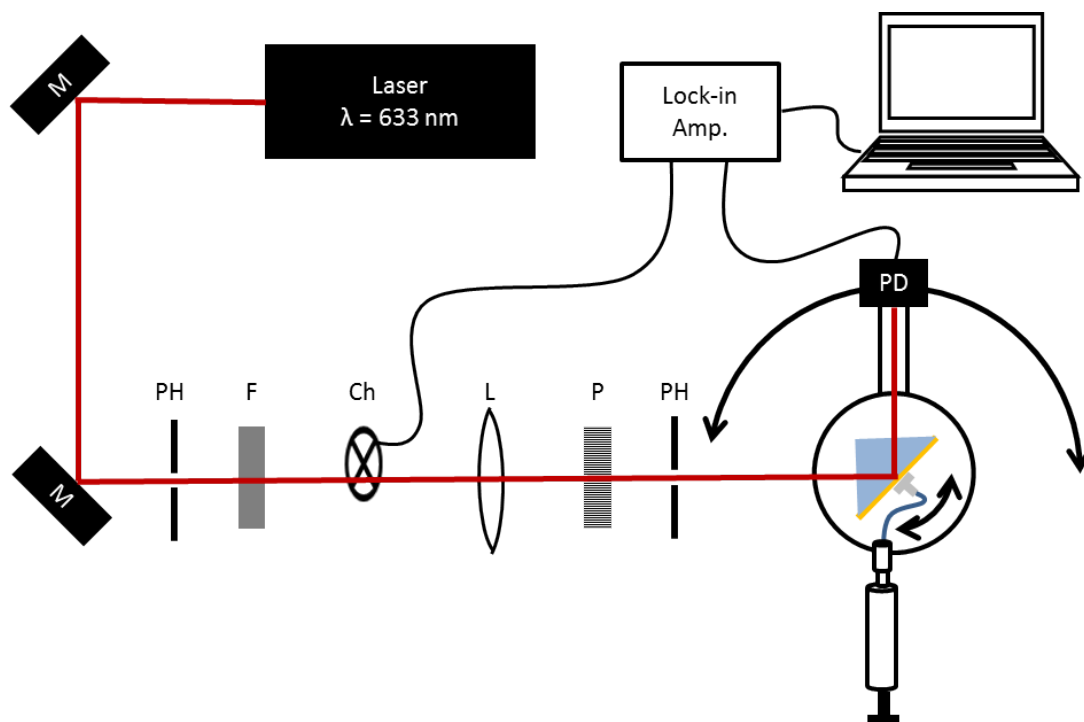 M
Laser
λ = 633 nm
Lock-in
Amp.
PD
PH
F
Ch
L
P
PH
M